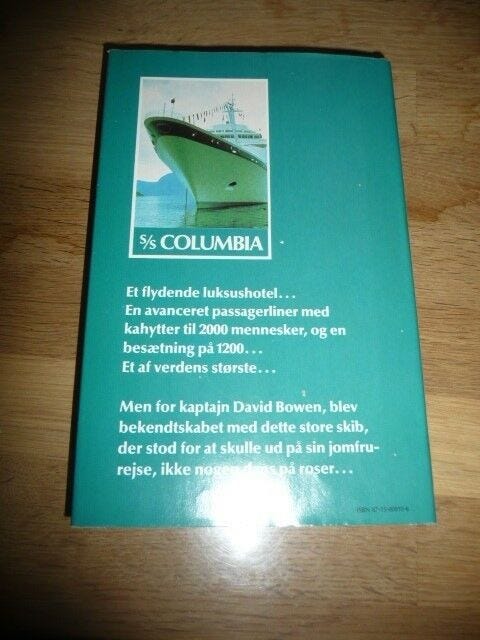 S/S COLUMBIA
Et flydende luksushotel...
En avanceret passagerliner med
kahytter til 2000 mennesker, og en
besætning på 1200...
Et af verdens største...
Men for kaptajn David Bowen, blev
bekendtskabet med dette store skib,
der stod for at skulle ud på sin jomfru-
rejse, ikke nogen dans på roser...
ISBN